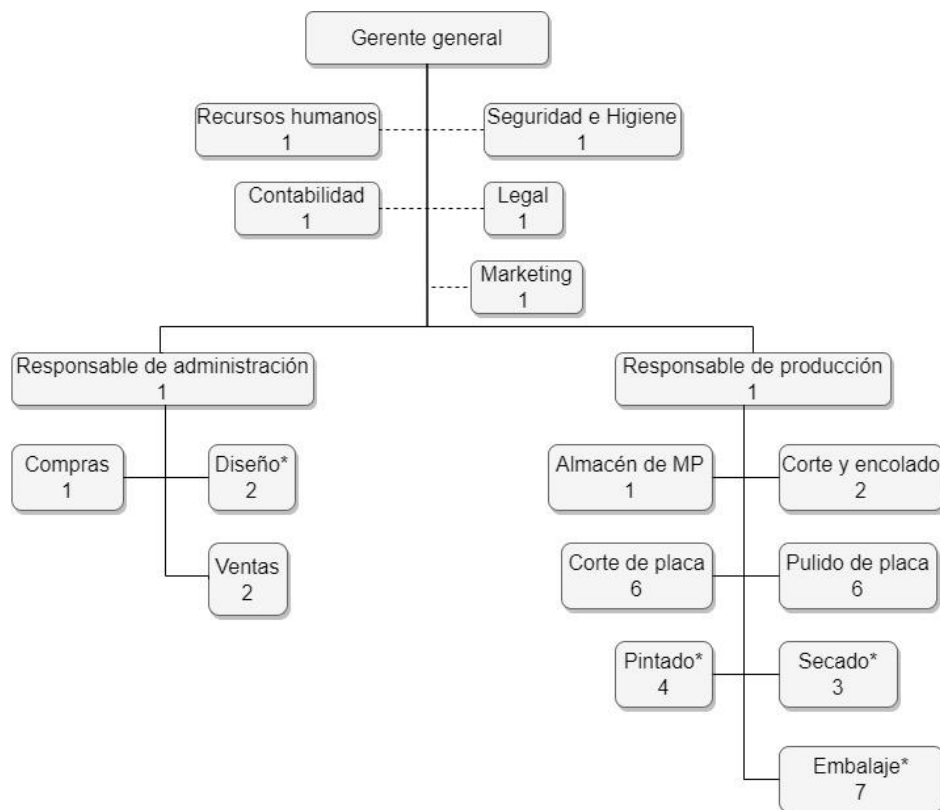 Gerente general
Recursos humanos
1
Seguridad e Higiene
1
Contabilidad
1
Legal
1
Marketing
1
Responsable de administración
1
Responsable de producción
1
Compras
1
Diseño*
2
Almacén de MP
1
Corte y encolado
2
Ventas
2
Corte de placa
6
Pulido de placa
6
Pintado*
4
Secado*
3
Embalaje*
7